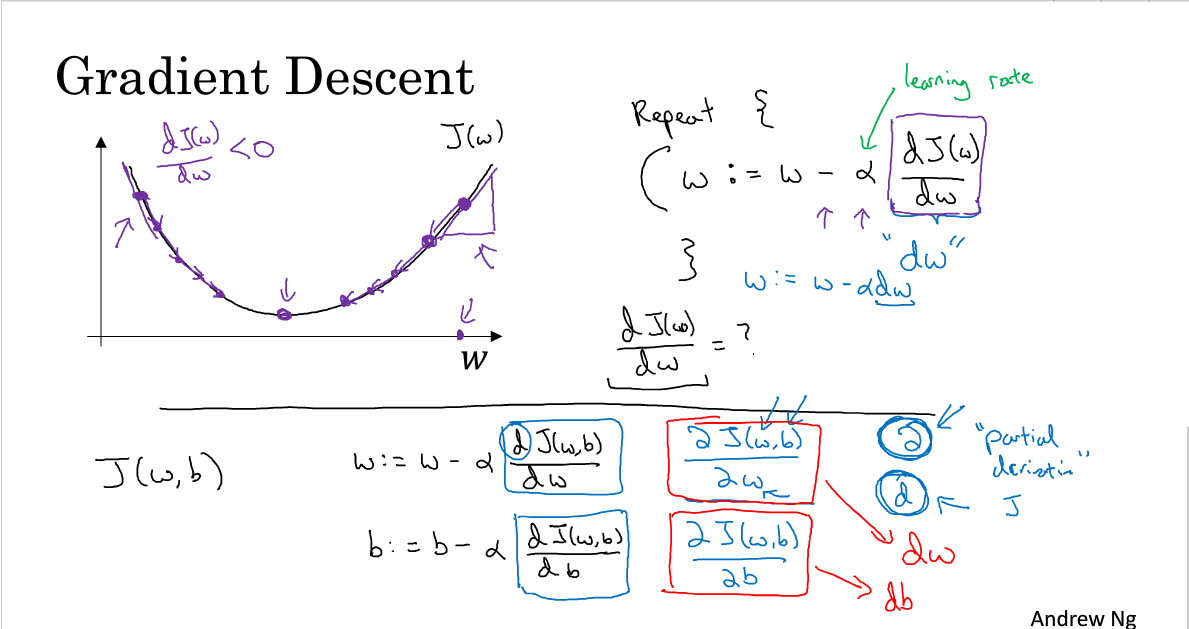 Gradient Descent
learning rate
Repeat {
dJ(w)/dw <0
J(w)
w := w - α dJ(w)/dw
"dw"
}
w := w - αdw
dJ(w)/dw = ?
w
J(w,b)
w := w - α dJ(w,b)/dw
∂J(w,b)/∂w
∂
"partial
J
d
dw
b := b - α dJ(w,b)/db
∂J(w,b)/∂b
db
Andrew Ng